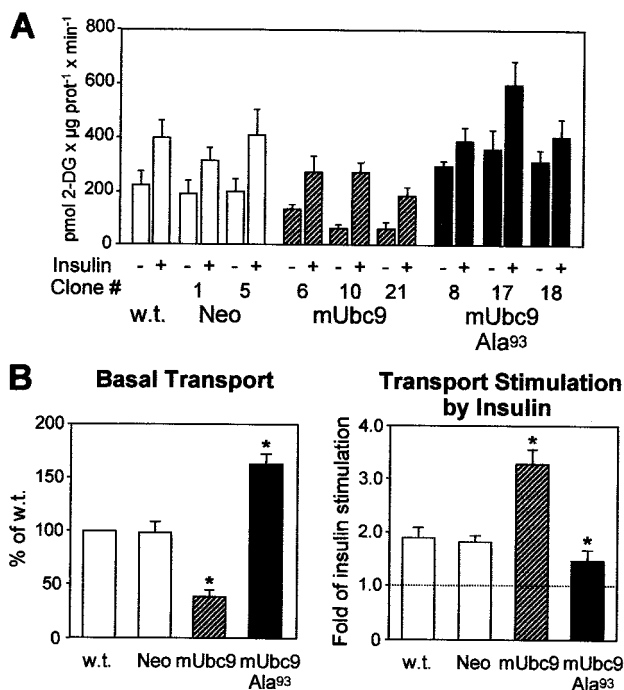 A
pmol 2-DG x µg prot⁻¹ x min⁻¹
800
600
400
200
0
Insulin - + - + - + - + - + - + - + - + - +
Clone # 1 5 6 10 21 8 17 18
w.t. Neo mUbc9 mUbc9
Ala⁹³
B
Basal Transport
% of w.t.
200
150
100
50
0
*
*
w.t. Neo mUbc9 mUbc9
Ala⁹³
Transport Stimulation
by Insulin
Fold of insulin stimulation
4.0
3.0
2.0
1.0
0
*
*
w.t. Neo mUbc9 mUbc9
Ala⁹³